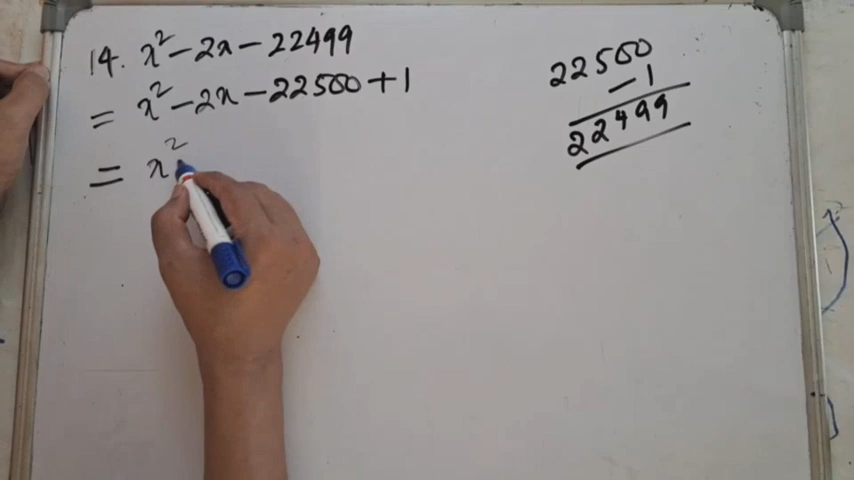 14. x² - 2x - 22499
= x² - 2x - 22500 + 1
= x²
22500
- 1
22499